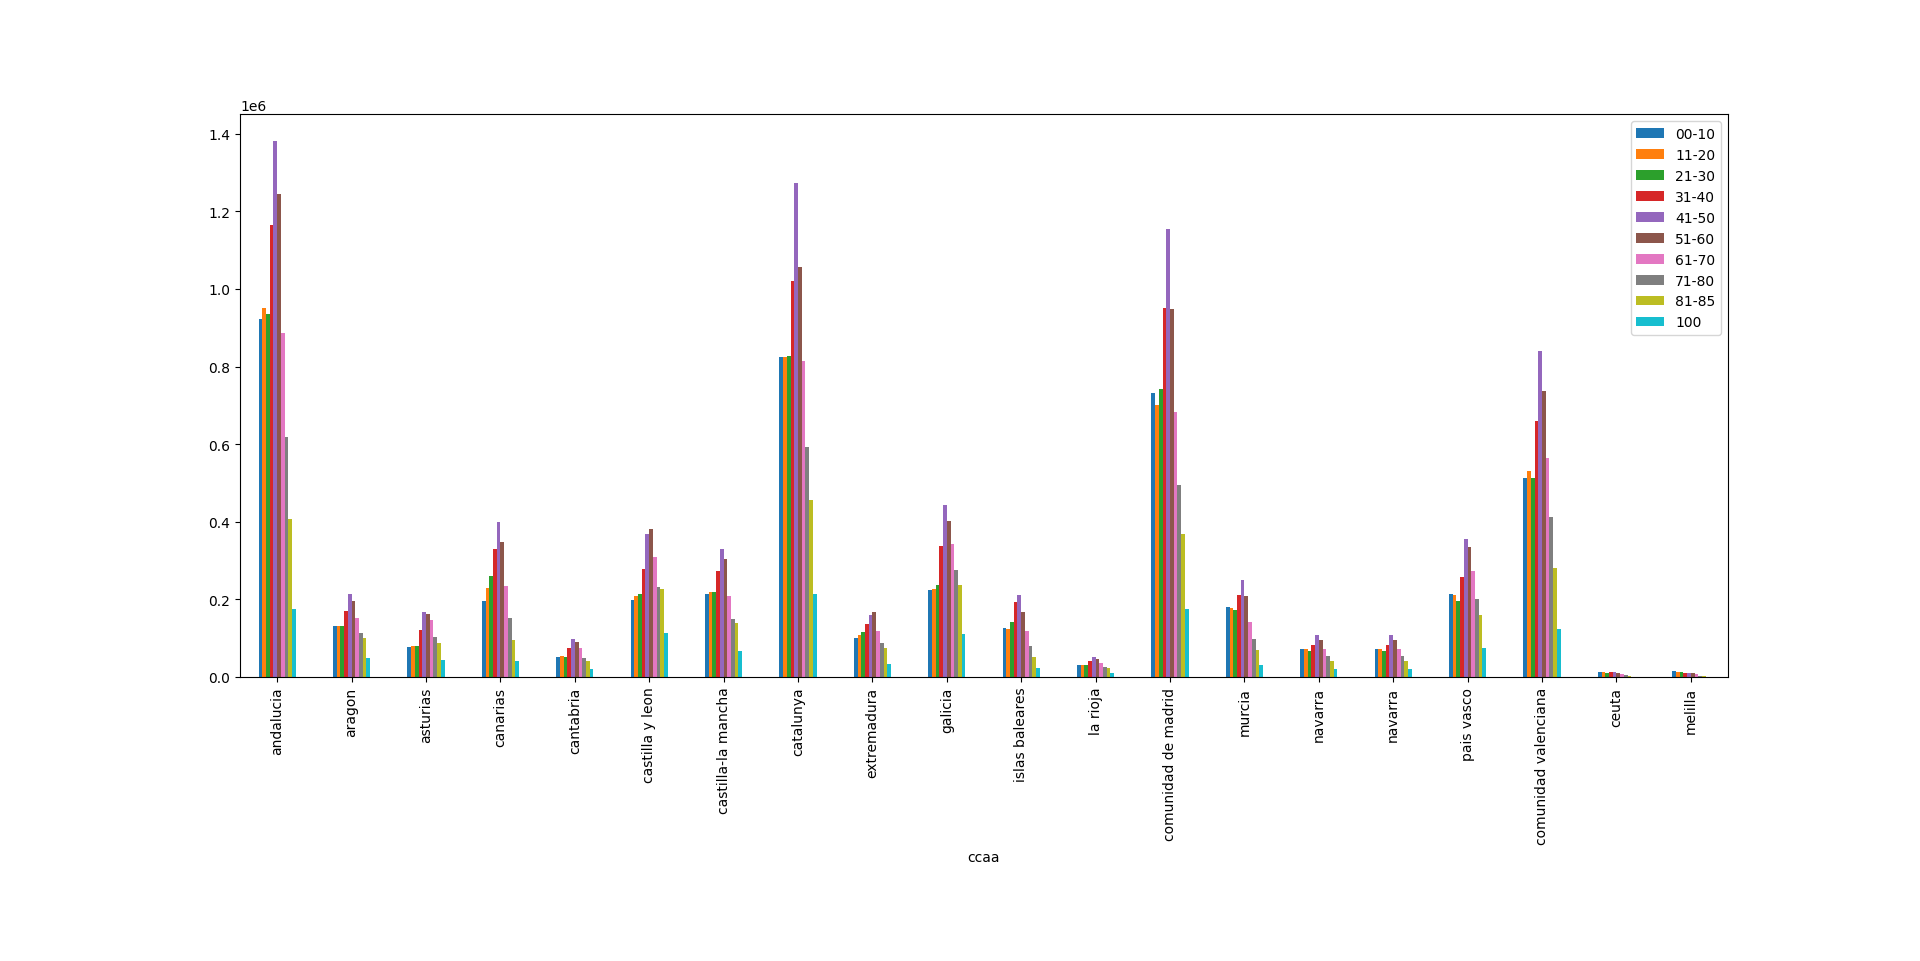 1e6
1.4
1.2
1.0
0.8
0.6
0.4
0.2
0.0
00-10
11-20
21-30
31-40
41-50
51-60
61-70
71-80
81-85
100
andalucia
aragon
asturias
canarias
cantabria
castilla y leon
castilla-la mancha
catalunya
extremadura
galicia
islas baleares
la rioja
comunidad de madrid
murcia
navarra
navarra
pais vasco
comunidad valenciana
ceuta
melilla
ccaa